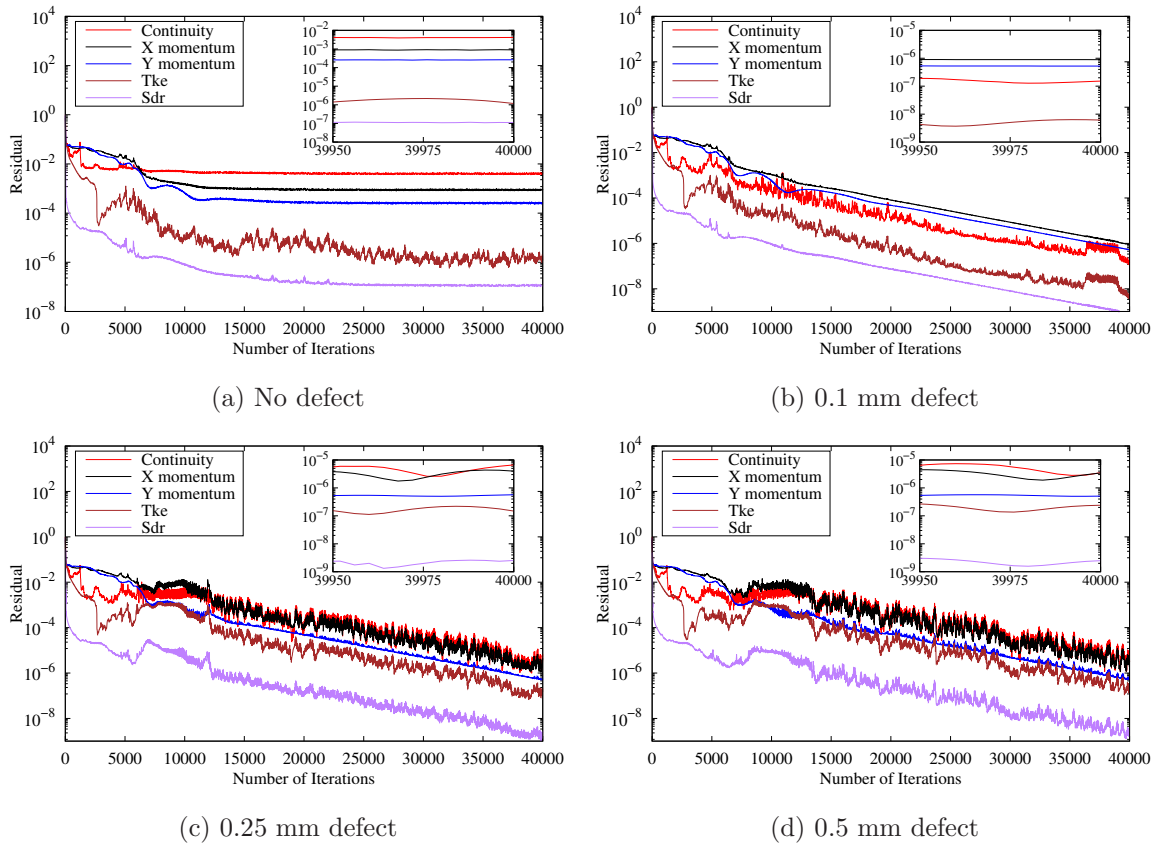 10^4
10^2
10^0
10^-2
10^-4
10^-6
10^-8
Residual
Continuity
X momentum
Y momentum
Tke
Sdr
10^-2
10^-3
10^-4
10^-5
10^-6
10^-7
10^-8
39950 39975 40000
0 5000 10000 15000 20000 25000 30000 35000 40000
Number of Iterations
(a) No defect
10^4
10^2
10^0
10^-2
10^-4
10^-6
10^-8
Residual
Continuity
X momentum
Y momentum
Tke
Sdr
10^-5
10^-6
10^-7
10^-8
10^-9
39950 39975 40000
0 5000 10000 15000 20000 25000 30000 35000 40000
Number of Iterations
(b) 0.1 mm defect
10^4
10^2
10^0
10^-2
10^-4
10^-6
10^-8
Residual
Continuity
X momentum
Y momentum
Tke
Sdr
10^-5
10^-6
10^-7
10^-8
10^-9
39950 39975 40000
0 5000 10000 15000 20000 25000 30000 35000 40000
Number of Iterations
(c) 0.25 mm defect
10^4
10^2
10^0
10^-2
10^-4
10^-6
10^-8
Residual
Continuity
X momentum
Y momentum
Tke
Sdr
10^-5
10^-6
10^-7
10^-8
10^-9
39950 39975 40000
0 5000 10000 15000 20000 25000 30000 35000 40000
Number of Iterations
(d) 0.5 mm defect